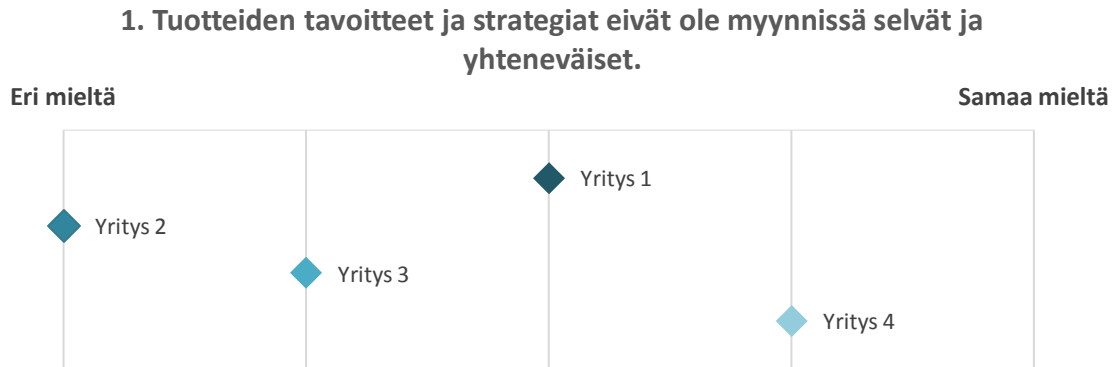 1. Tuotteiden tavoitteet ja strategiat eivät ole myynnissä selvät ja
yhteneväiset.
Eri mieltä
Samaa mieltä
Yritys 1
Yritys 2
Yritys 3
Yritys 4